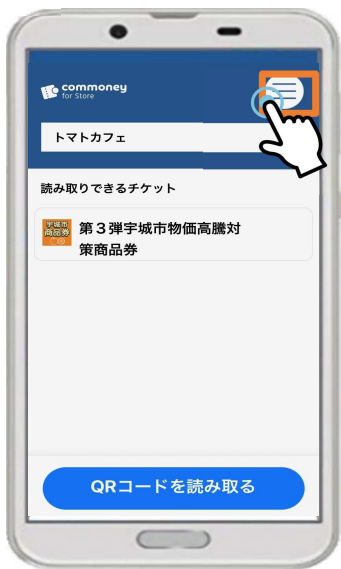 commoney
for Store
トマトカフェ
読み取りできるチケット
宇城市
商品券
第３弾宇城市物価高騰対
策商品券
QRコードを読み取る